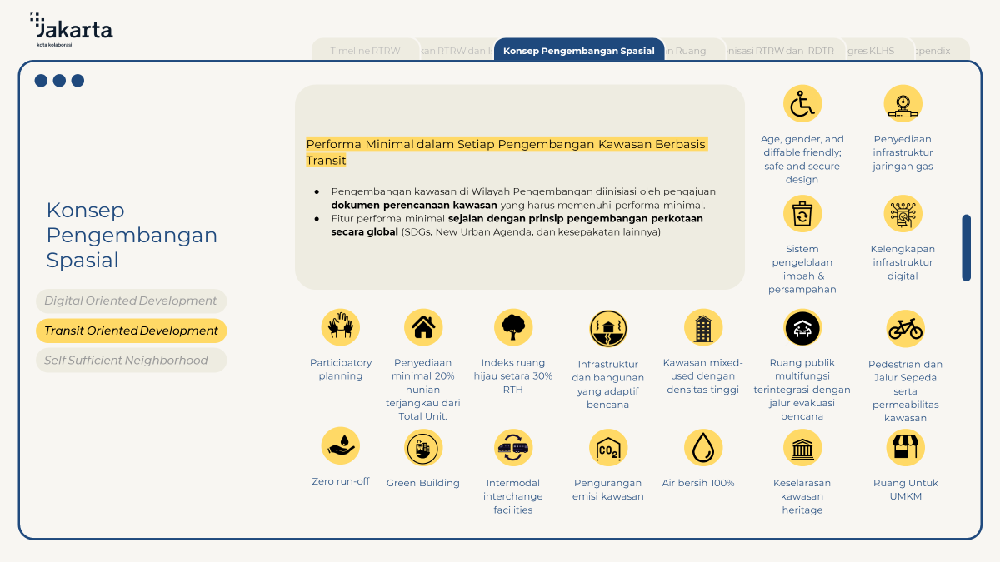 Jakarta
kota kolaborasi
Timeline RTRW
kan RTRW dan Is
Konsep Pengembangan Spasial
n Ruang
nisasi RTRW dan RDTR
gres KLHS
ppendix
Konsep
Pengembangan
Spasial
Digital Oriented Development
Transit Oriented Development
Self Sufficient Neighborhood
Performa Minimal dalam Setiap Pengembangan Kawasan Berbasis
Transit
● Pengembangan kawasan di Wilayah Pengembangan diinisiasi oleh pengajuan
dokumen perencanaan kawasan yang harus memenuhi performa minimal.
● Fitur performa minimal sejalan dengan prinsip pengembangan perkotaan
secara global (SDGs, New Urban Agenda, dan kesepakatan lainnya)
Age, gender, and
diffable friendly;
safe and secure
design
Penyediaan
infrastruktur
jaringan gas
Sistem
pengelolaan
limbah &
persampahan
Kelengkapan
infrastruktur
digital
Participatory
planning
Penyediaan
minimal 20%
hunian
terjangkau dari
Total Unit.
Indeks ruang
hijau setara 30%
RTH
Infrastruktur
dan bangunan
yang adaptif
bencana
Kawasan mixed-
used dengan
densitas tinggi
Ruang publik
multifungsi
terintegrasi dengan
jalur evakuasi
bencana
Pedestrian dan
Jalur Sepeda
serta
permeabilitas
kawasan
Zero run-off
Green Building
Intermodal
interchange
facilities
CO2
Pengurangan
emisi kawasan
Air bersih 100%
Keselarasan
kawasan
heritage
Ruang Untuk
UMKM